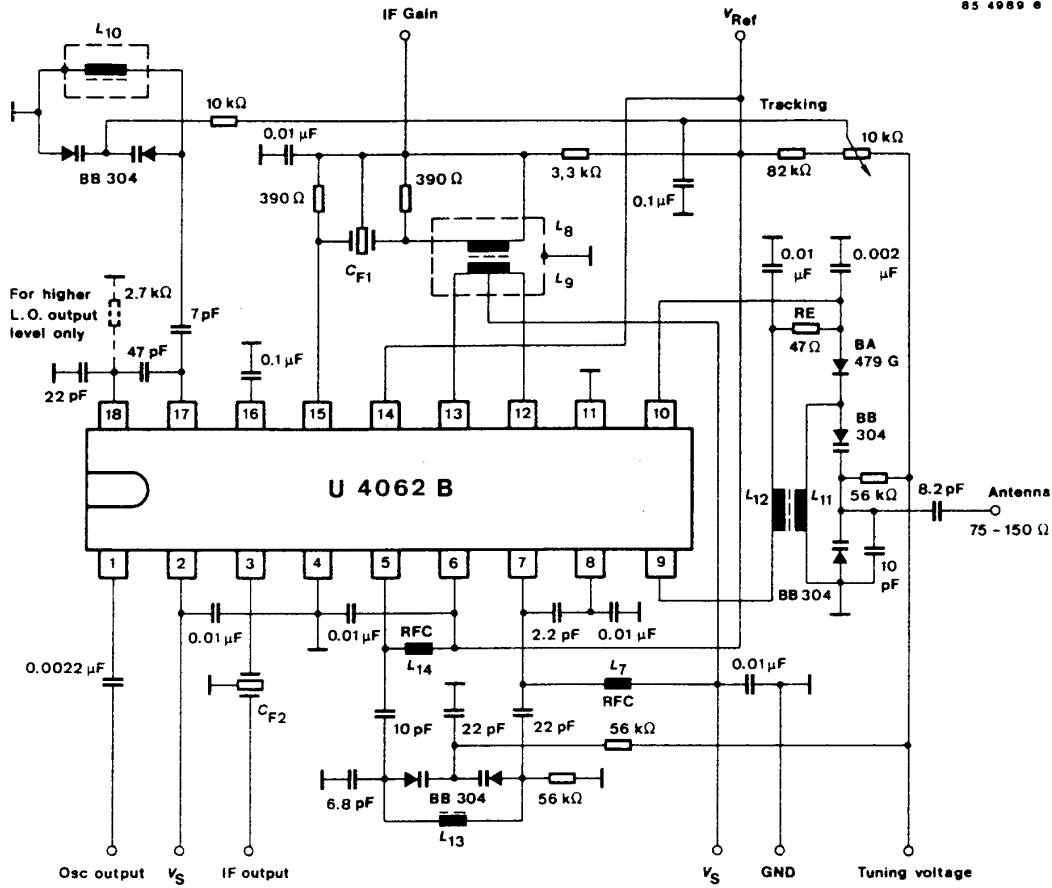 85 4989 6
IF Gain
VRef
L10
10 kΩ
Tracking
0.01 µF
10 kΩ
BB 304
390 Ω
390 Ω
3,3 kΩ
82 kΩ
0.1 µF
L8
CF1
L9
0.01 µF
0.002 µF
For higher
L.O. output
level only
2.7 kΩ
7 pF
RE
47 Ω
BA
479 G
47 pF
0.1 µF
22 pF
BB
304
18 17 16 15 14 13 12 11 10
U 4062 B
L12
L11
56 kΩ
8.2 pF
Antenna
75 - 150 Ω
1 2 3 4 5 6 7 8 9
BB 304
10 pF
0.01 µF
0.01 µF
2.2 pF
0.01 µF
RFC
L14
0.0022 µF
L7
RFC
0.01 µF
CF2
10 pF
22 pF
22 pF
56 kΩ
6.8 pF
BB 304
56 kΩ
L13
Osc output
VS
IF output
VS
GND
Tuning voltage